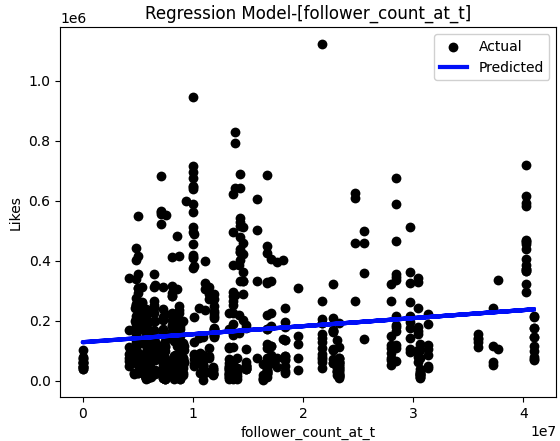 Regression Model-[follower_count_at_t]
1e6
Actual
Predicted
1.0
0.8
0.6
0.4
0.2
0.0
Likes
0
1
2
3
4
1e7
follower_count_at_t